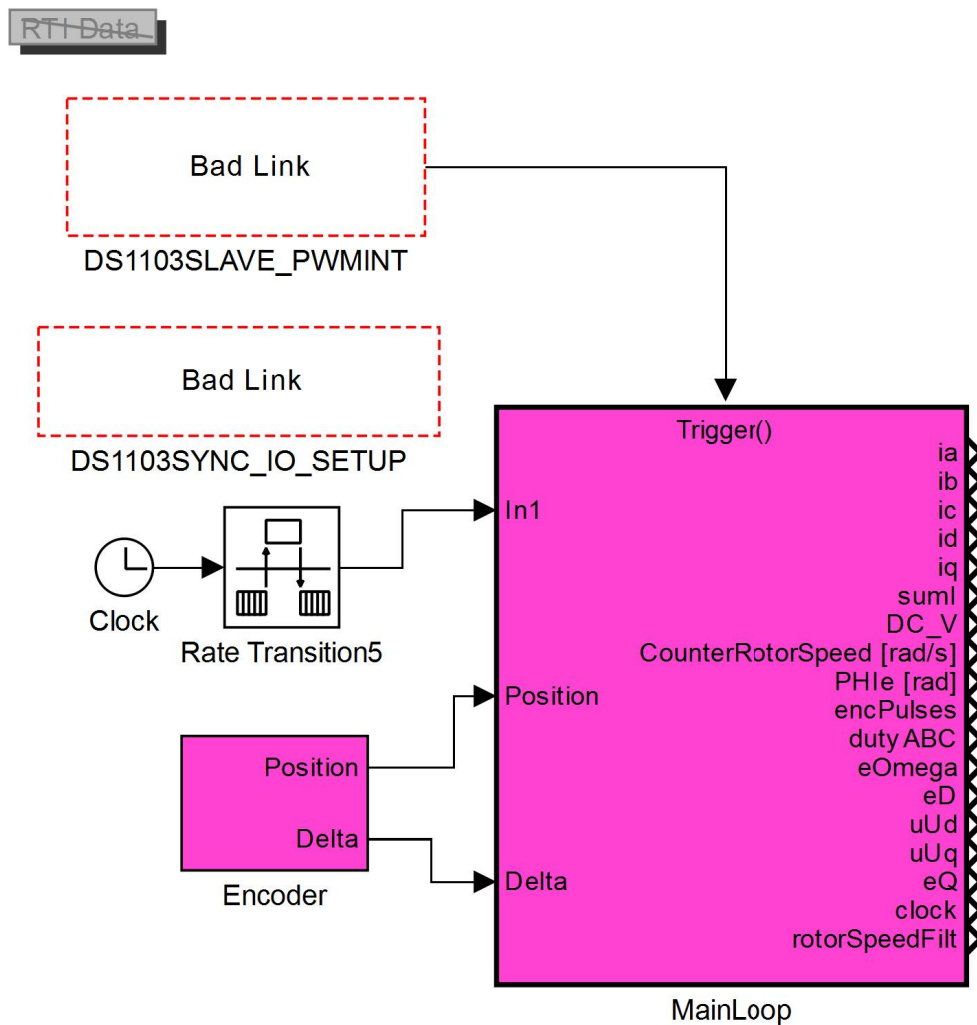 RTI Data
Bad Link
DS1103SLAVE_PWMINT
Bad Link
DS1103SYNC_IO_SETUP
Clock
Rate Transition5
Position
Delta
Encoder
Trigger()
In1
Position
Delta
ia
ib
ic
id
iq
sumI
DC_V
CounterRotorSpeed [rad/s]
PHIe [rad]
encPulses
duty ABC
eOmega
eD
uUd
uUq
eQ
clock
rotorSpeedFilt
MainLoop